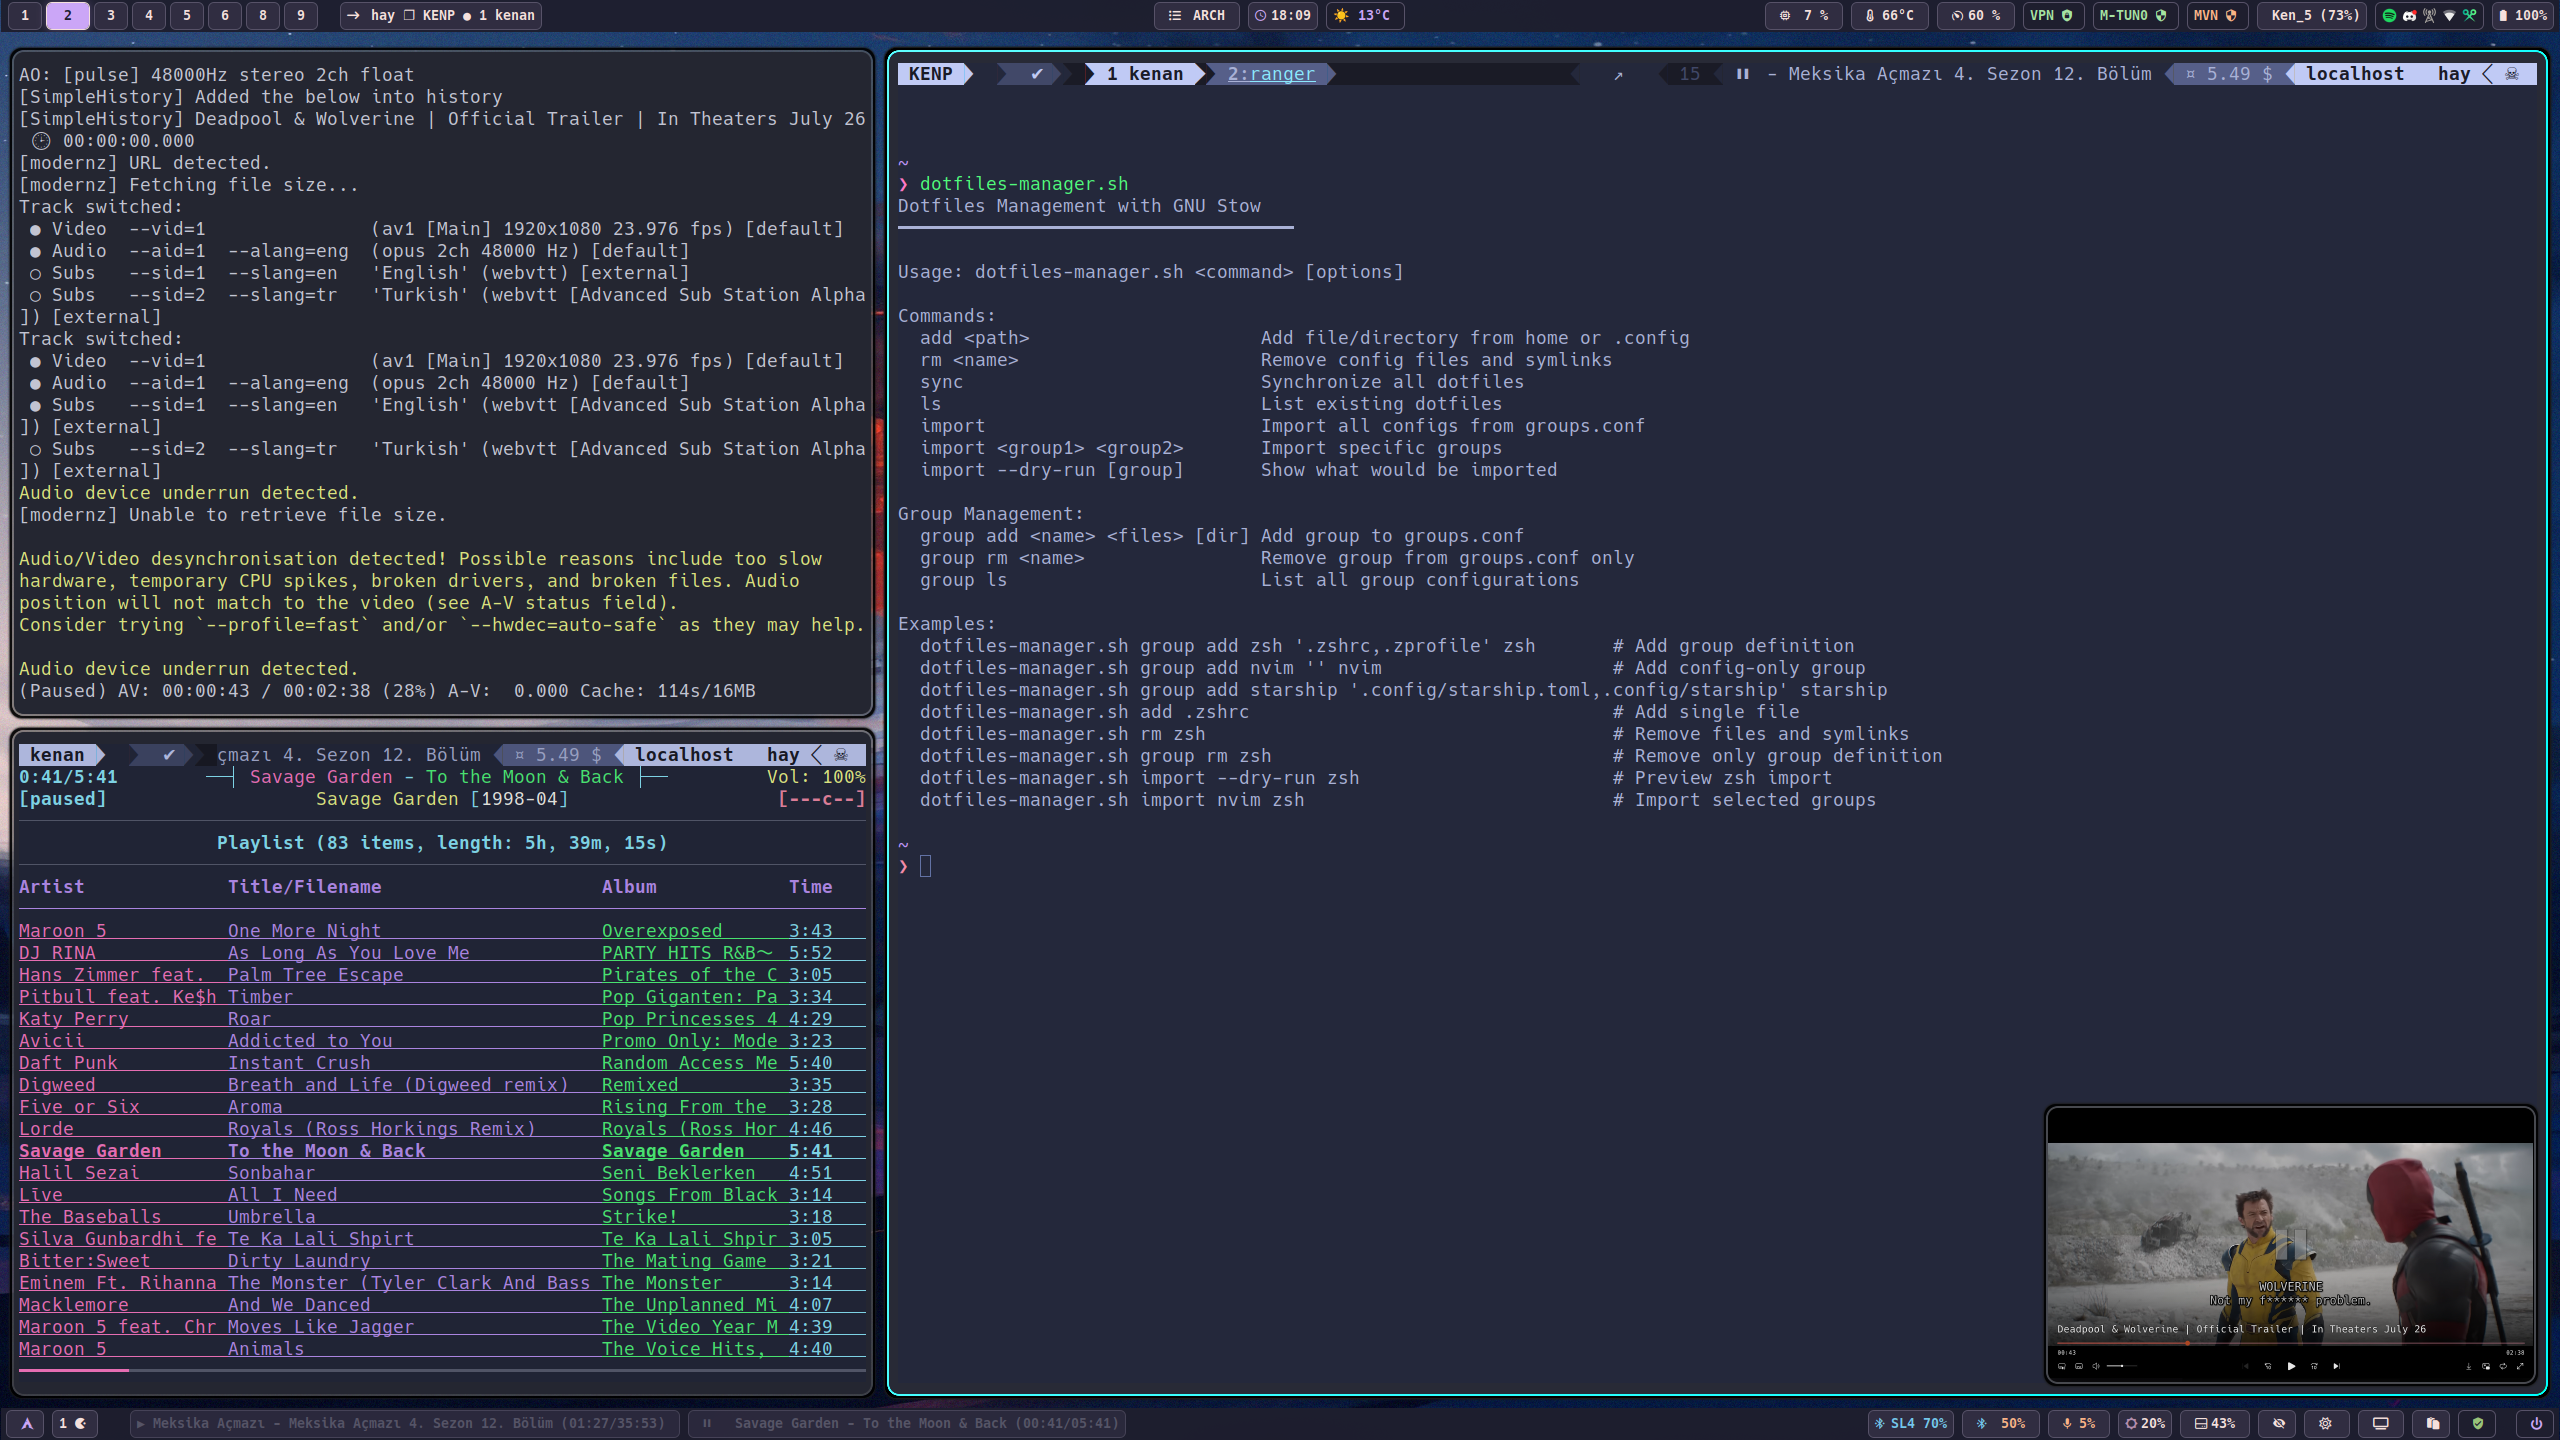 1 2 3 4 5 6 8 9 → hay ❐ KENP ● 1 kenan
ARCH 18:09 13°C
7 % 66°C 60 % VPN M-TUN0 MVN Ken_5 (73%) 100%
AO: [pulse] 48000Hz stereo 2ch float
[SimpleHistory] Added the below into history
[SimpleHistory] Deadpool & Wolverine | Official Trailer | In Theaters July 26
🕒 00:00:00.000
[modernz] URL detected.
[modernz] Fetching file size...
Track switched:
● Video --vid=1 (av1 [Main] 1920x1080 23.976 fps) [default]
● Audio --aid=1 --alang=eng (opus 2ch 48000 Hz) [default]
○ Subs --sid=1 --slang=en 'English' (webvtt) [external]
○ Subs --sid=2 --slang=tr 'Turkish' (webvtt [Advanced Sub Station Alpha
]) [external]
Track switched:
● Video --vid=1 (av1 [Main] 1920x1080 23.976 fps) [default]
● Audio --aid=1 --alang=eng (opus 2ch 48000 Hz) [default]
● Subs --sid=1 --slang=en 'English' (webvtt [Advanced Sub Station Alpha
]) [external]
○ Subs --sid=2 --slang=tr 'Turkish' (webvtt [Advanced Sub Station Alpha
]) [external]
Audio device underrun detected.
[modernz] Unable to retrieve file size.
Audio/Video desynchronisation detected! Possible reasons include too slow
hardware, temporary CPU spikes, broken drivers, and broken files. Audio
position will not match to the video (see A-V status field).
Consider trying `--profile=fast` and/or `--hwdec=auto-safe` as they may help.
Audio device underrun detected.
(Paused) AV: 00:00:43 / 00:02:38 (28%) A-V: 0.000 Cache: 114s/16MB
kenan ✔ çmazı 4. Sezon 12. Bölüm ¤ 5.49 $ localhost hay ☠
0:41/5:41 Savage Garden - To the Moon & Back Vol: 100%
[paused] Savage Garden [1998-04] [---c--]
Playlist (83 items, length: 5h, 39m, 15s)
Artist Title/Filename Album Time
Maroon 5 One More Night Overexposed 3:43
DJ RINA As Long As You Love Me PARTY HITS R&B～ 5:52
Hans Zimmer feat. Palm Tree Escape Pirates of the C 3:05
Pitbull feat. Ke$h Timber Pop Giganten: Pa 3:34
Katy Perry Roar Pop Princesses 4 4:29
Avicii Addicted to You Promo Only: Mode 3:23
Daft Punk Instant Crush Random Access Me 5:40
Digweed Breath and Life (Digweed remix) Remixed 3:35
Five or Six Aroma Rising From the 3:28
Lorde Royals (Ross Horkings Remix) Royals (Ross Hor 4:46
Savage Garden To the Moon & Back Savage Garden 5:41
Halil Sezai Sonbahar Seni Beklerken 4:51
Live All I Need Songs From Black 3:14
The Baseballs Umbrella Strike! 3:18
Silva Gunbardhi fe Te Ka Lali Shpirt Te Ka Lali Shpir 3:05
Bitter:Sweet Dirty Laundry The Mating Game 3:21
Eminem Ft. Rihanna The Monster (Tyler Clark And Bass The Monster 3:14
Macklemore And We Danced The Unplanned Mi 4:07
Maroon 5 feat. Chr Moves Like Jagger The Video Year M 4:39
Maroon 5 Animals The Voice Hits, 4:40
KENP ✔ 1 kenan 2:ranger ↗ 15 – Meksika Açmazı 4. Sezon 12. Bölüm ¤ 5.49 $ localhost hay ☠
~
❯ dotfiles-manager.sh
Dotfiles Management with GNU Stow
Usage: dotfiles-manager.sh <command> [options]
Commands:
add <path> Add file/directory from home or .config
rm <name> Remove config files and symlinks
sync Synchronize all dotfiles
ls List existing dotfiles
import Import all configs from groups.conf
import <group1> <group2> Import specific groups
import --dry-run [group] Show what would be imported
Group Management:
group add <name> <files> [dir] Add group to groups.conf
group rm <name> Remove group from groups.conf only
group ls List all group configurations
Examples:
dotfiles-manager.sh group add zsh '.zshrc,.zprofile' zsh # Add group definition
dotfiles-manager.sh group add nvim '' nvim # Add config-only group
dotfiles-manager.sh group add starship '.config/starship.toml,.config/starship' starship
dotfiles-manager.sh add .zshrc # Add single file
dotfiles-manager.sh rm zsh # Remove files and symlinks
dotfiles-manager.sh group rm zsh # Remove only group definition
dotfiles-manager.sh import --dry-run zsh # Preview zsh import
dotfiles-manager.sh import nvim zsh # Import selected groups
~
❯
WOLVERINE
Not my f****** problem.
Deadpool & Wolverine | Official Trailer | In Theaters July 26
00:43 02:38
1 ▶ Meksika Açmazı - Meksika Açmazı 4. Sezon 12. Bölüm (01:27/35:53) Savage Garden - To the Moon & Back (00:41/05:41)
SL4 70% 50% 5% 20% 43%